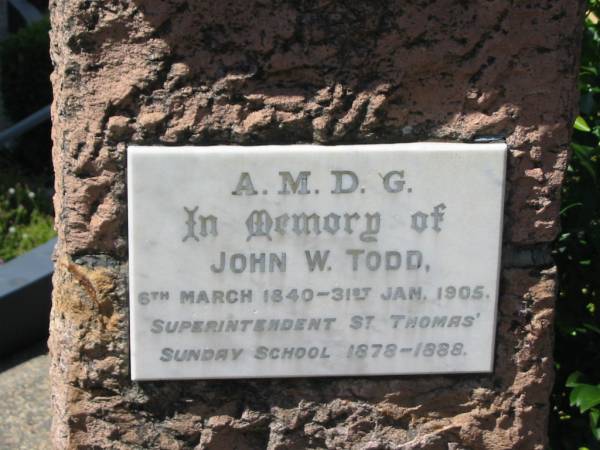 A. M. D. G.
In Memory of
JOHN W. TODD,
6TH MARCH 1840-31ST JAN. 1905.
SUPERINTENDENT ST THOMAS'
SUNDAY SCHOOL 1878-1888.